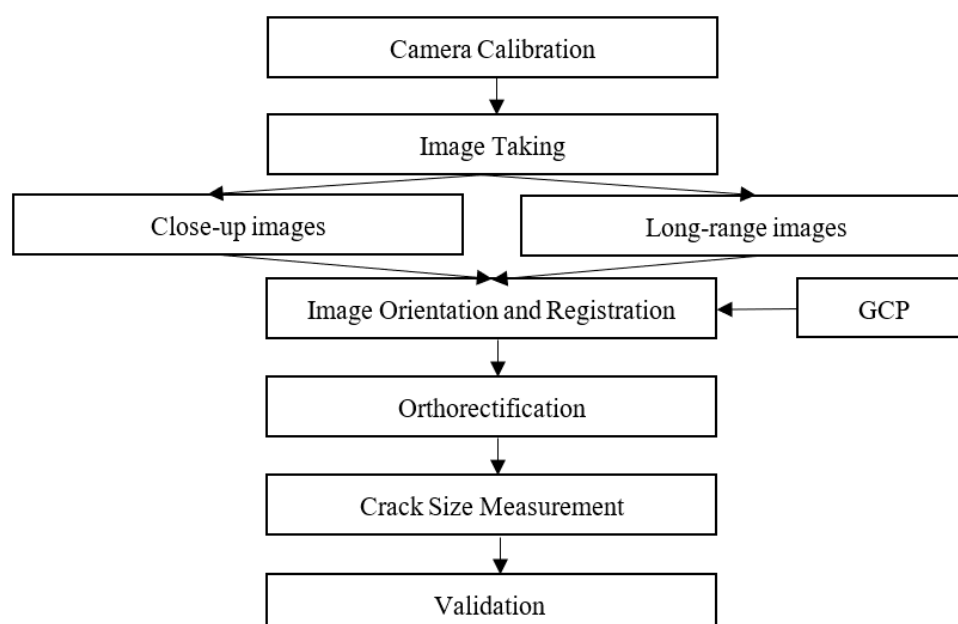 Camera Calibration
Image Taking
Close-up images
Long-range images
Image Orientation and Registration
GCP
Orthorectification
Crack Size Measurement
Validation